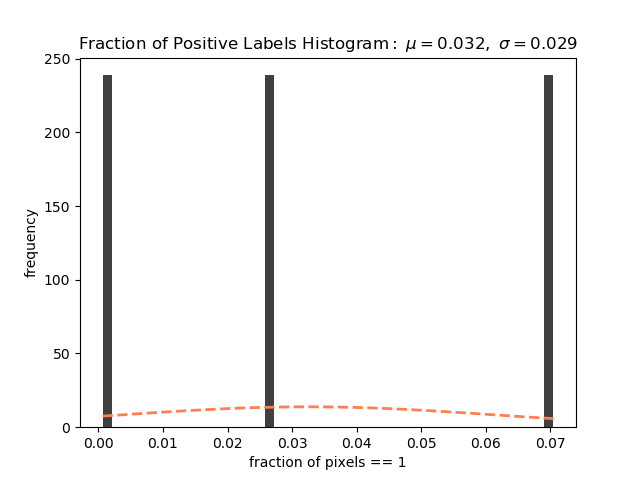 Fraction of Positive Labels Histogram: μ = 0.032, σ = 0.029
250
200
150
100
50
0
frequency
0.00 0.01 0.02 0.03 0.04 0.05 0.06 0.07
fraction of pixels == 1